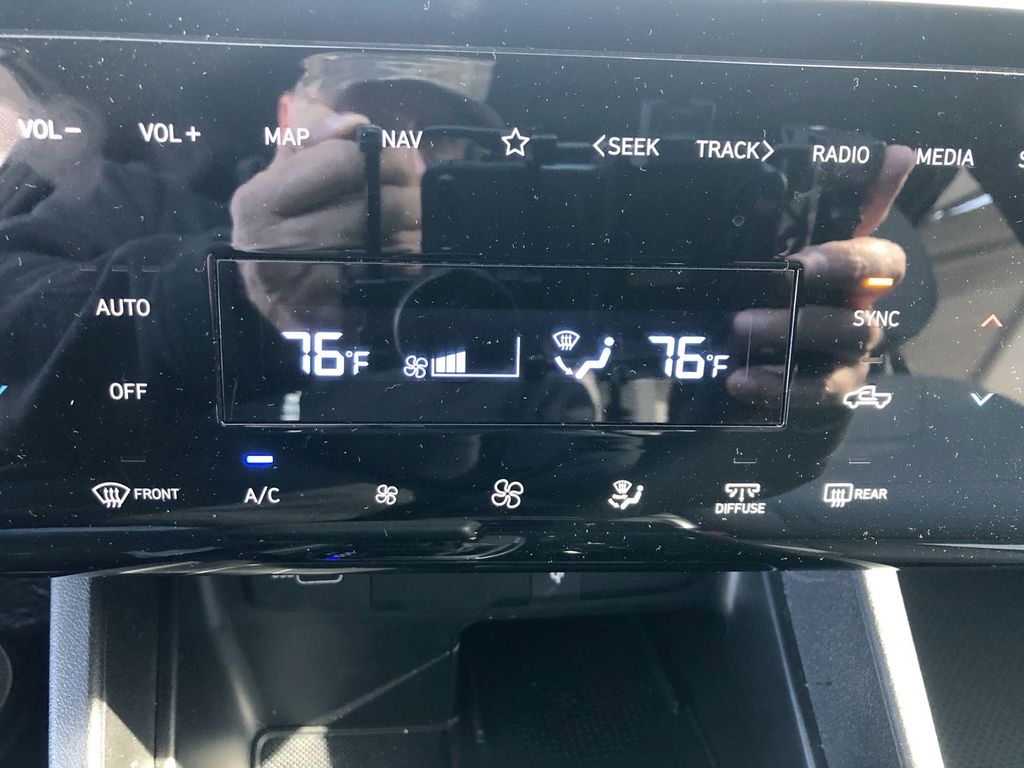 VOL− VOL+ MAP NAV <SEEK TRACK> RADIO MEDIA S
AUTO SYNC
76°F 76°F
OFF
FRONT A/C DIFFUSE REAR